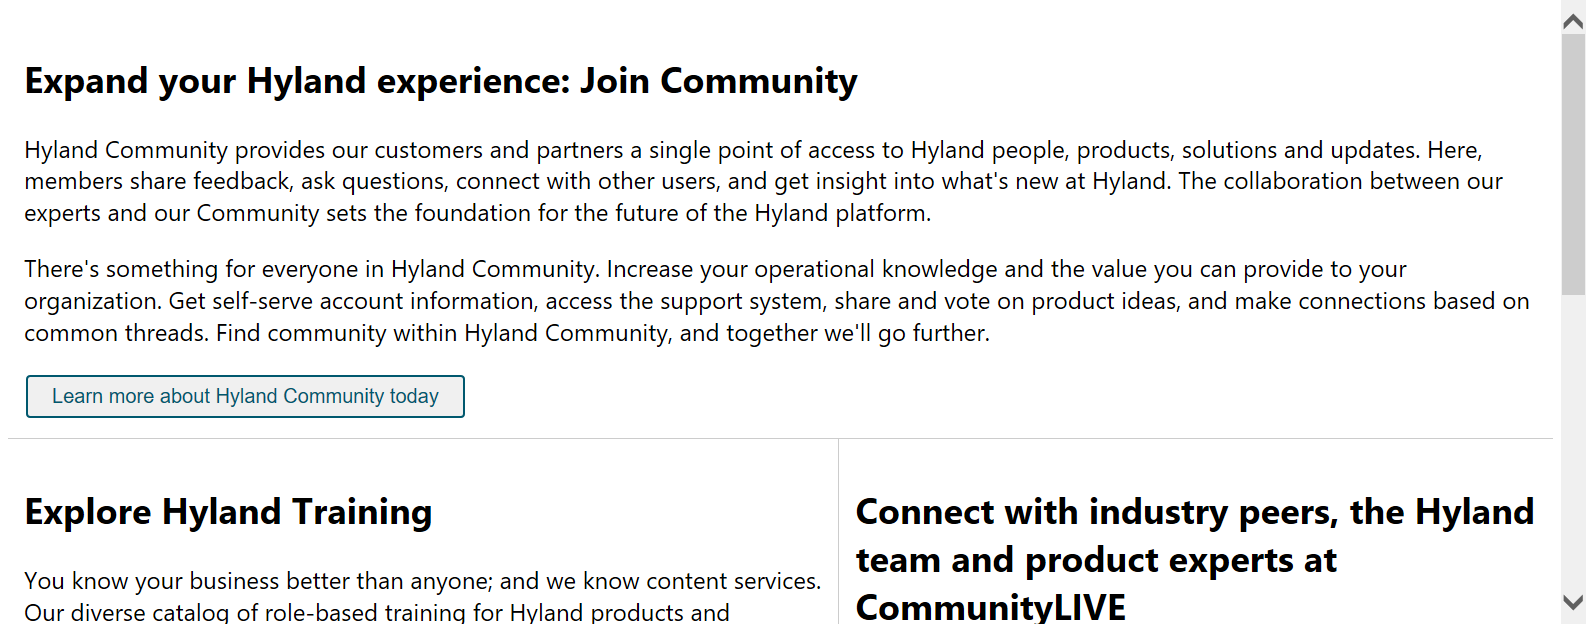 Expand your Hyland experience: Join Community
Hyland Community provides our customers and partners a single point of access to Hyland people, products, solutions and updates. Here,
members share feedback, ask questions, connect with other users, and get insight into what's new at Hyland. The collaboration between our
experts and our Community sets the foundation for the future of the Hyland platform.
There's something for everyone in Hyland Community. Increase your operational knowledge and the value you can provide to your
organization. Get self-serve account information, access the support system, share and vote on product ideas, and make connections based on
common threads. Find community within Hyland Community, and together we'll go further.
Learn more about Hyland Community today
Explore Hyland Training
You know your business better than anyone; and we know content services.
Our diverse catalog of role-based training for Hyland products and
Connect with industry peers, the Hyland
team and product experts at
CommunityLIVE